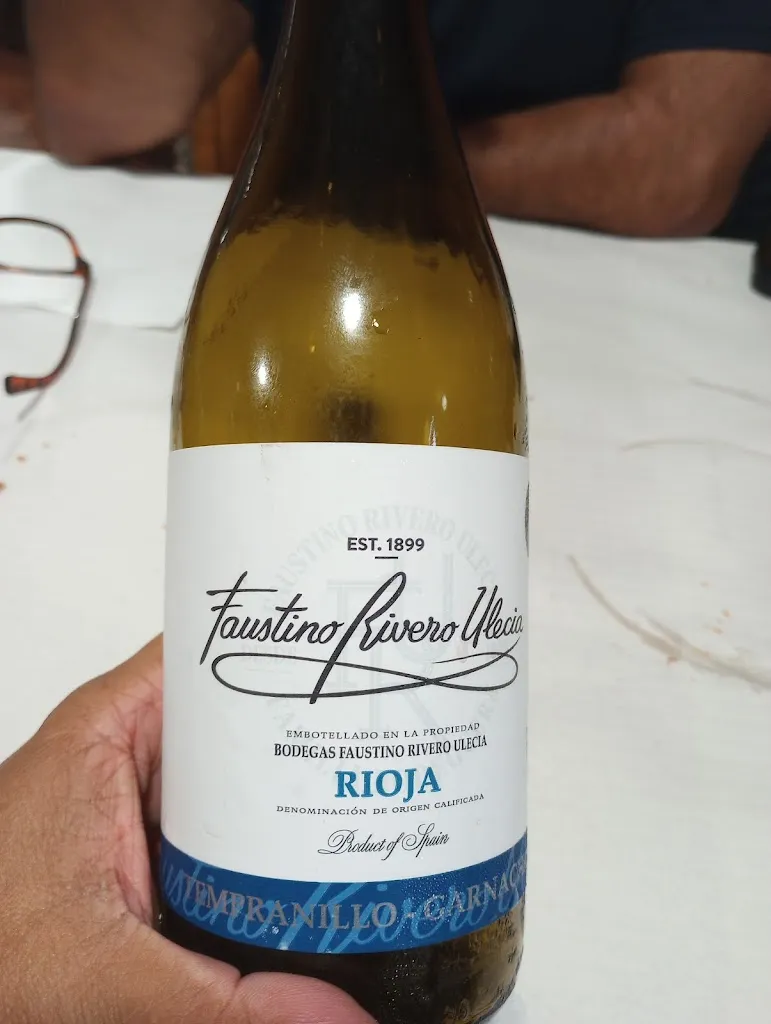 EST. 1899
Faustino Rivero Ulecia
EMBOTELLADO EN LA PROPIEDAD
BODEGAS FAUSTINO RIVERO ULECIA
RIOJA
DENOMINACIÓN DE ORIGEN CALIFICADA
Product of Spain
TEMPRANILLO - GARNAC